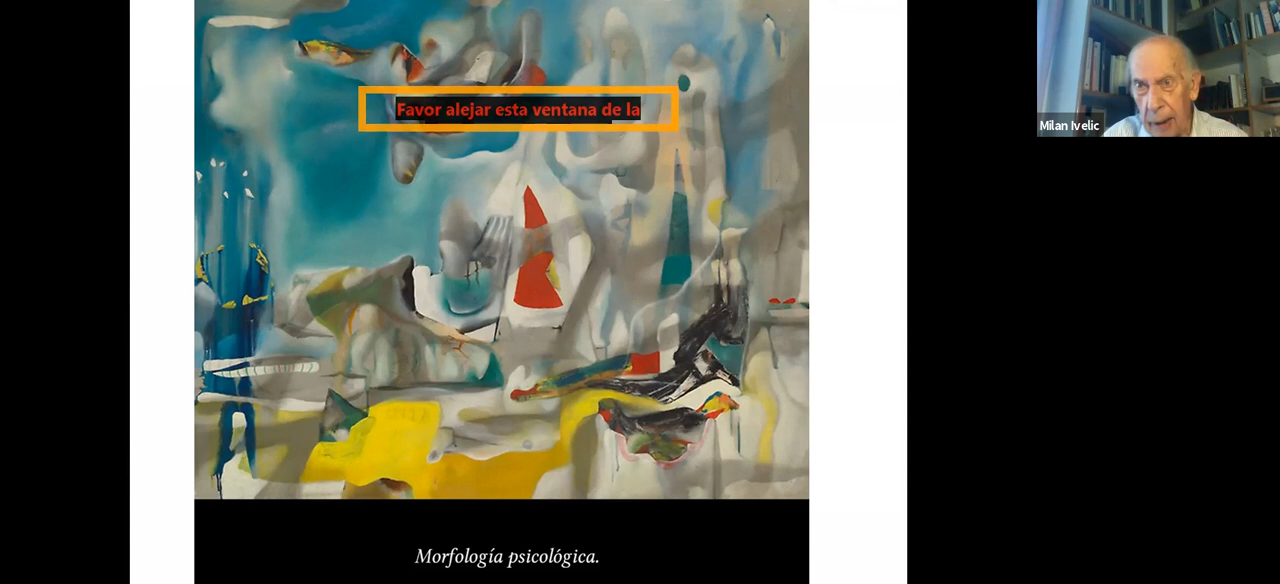 Favor alejar esta ventana de la
Milan Ivelic
Morfología psicológica.